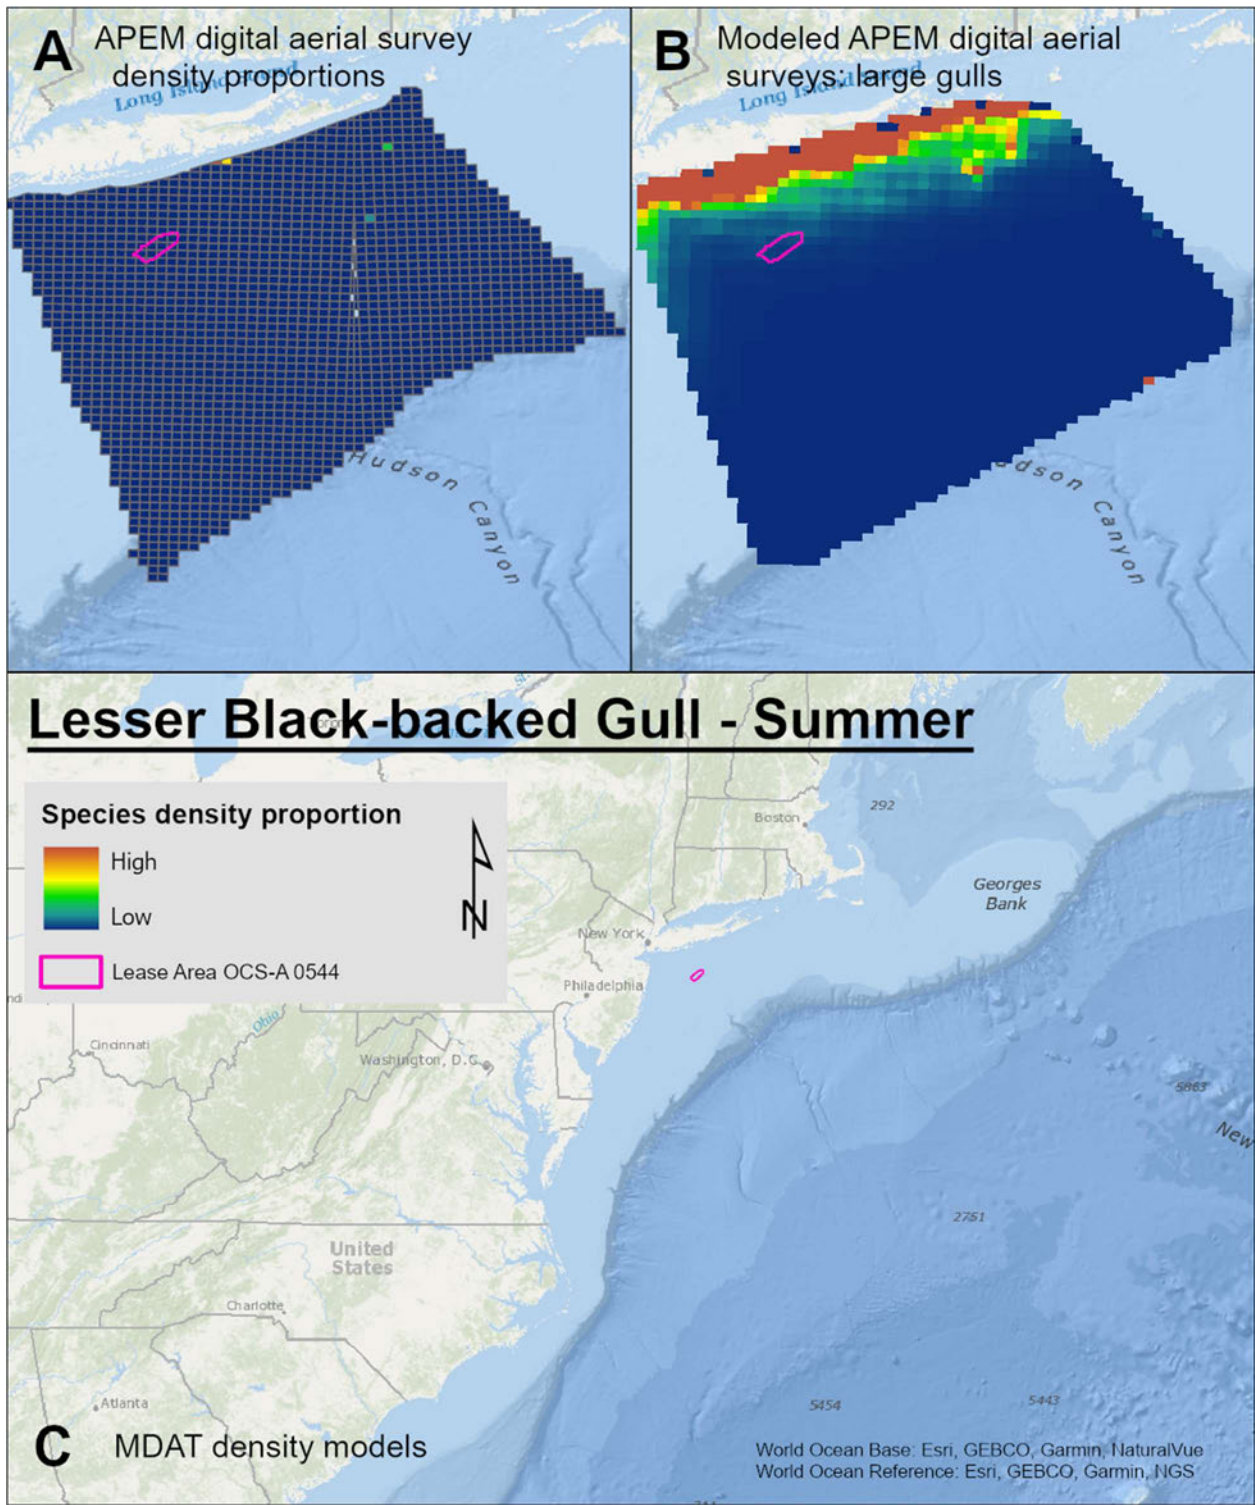 A
APEM digital aerial survey
density proportions
Long Island Sound
Hudson Canyon
B
Modeled APEM digital aerial
surveys: large gulls
Long Island Sound
Canyon
Lesser Black-backed Gull - Summer
Species density proportion
High
Low
N
Lease Area OCS-A 0544
292
Boston
Georges
Bank
New York
Philadelphia
Ohio
Cincinnati
Washington, D.C.
5863
New
2751
United
States
Charlotte
Atlanta
5454
5443
C
MDAT density models
World Ocean Base: Esri, GEBCO, Garmin, NaturalVue
World Ocean Reference: Esri, GEBCO, Garmin, NGS